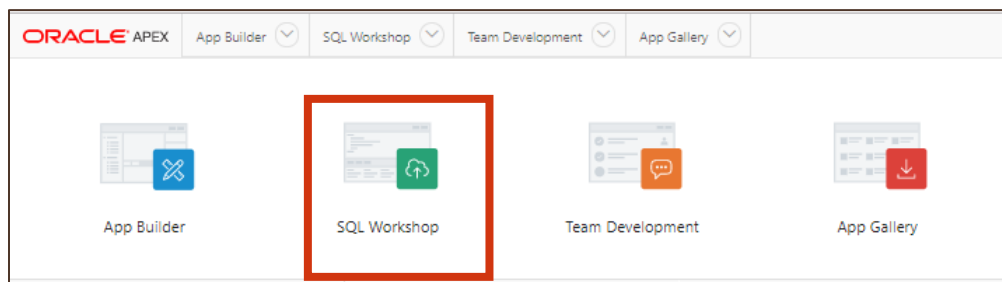 ORACLE APEX App Builder SQL Workshop Team Development App Gallery
App Builder SQL Workshop Team Development App Gallery